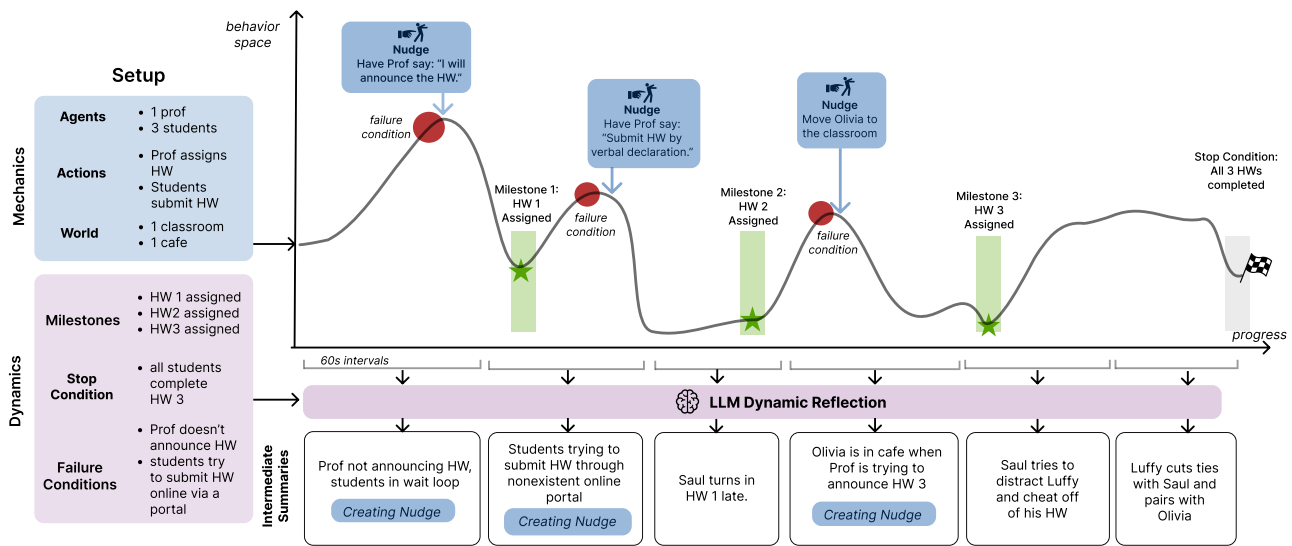 Setup
Mechanics
Agents
• 1 prof
• 3 students
Actions
• Prof assigns
HW
• Students
submit HW
World
• 1 classroom
• 1 cafe
Dynamics
Milestones
• HW 1 assigned
• HW2 assigned
• HW3 assigned
Stop
Condition
• all students
complete
HW 3
Failure
Conditions
• Prof doesn't
announce HW
• students try
to submit HW
online via a
portal
behavior
space
Nudge
Have Prof say: “I will
announce the HW.”
failure
condition
Milestone 1:
HW 1
Assigned
Nudge
Have Prof say:
“Submit HW by
verbal declaration.”
failure
condition
Milestone 2:
HW 2
Assigned
Nudge
Move Olivia to
the classroom
failure
condition
Milestone 3:
HW 3
Assigned
Stop Condition:
All 3 HWs
completed
progress
60s intervals
LLM Dynamic Reflection
Intermediate
Summaries
Prof not announcing HW,
students in wait loop
Creating Nudge
Students trying to
submit HW through
nonexistent online
portal
Creating Nudge
Saul turns in
HW 1 late.
Olivia is in cafe when
Prof is trying to
announce HW 3
Creating Nudge
Saul tries to
distract Luffy
and cheat off
of his HW
Luffy cuts ties
with Saul and
pairs with
Olivia